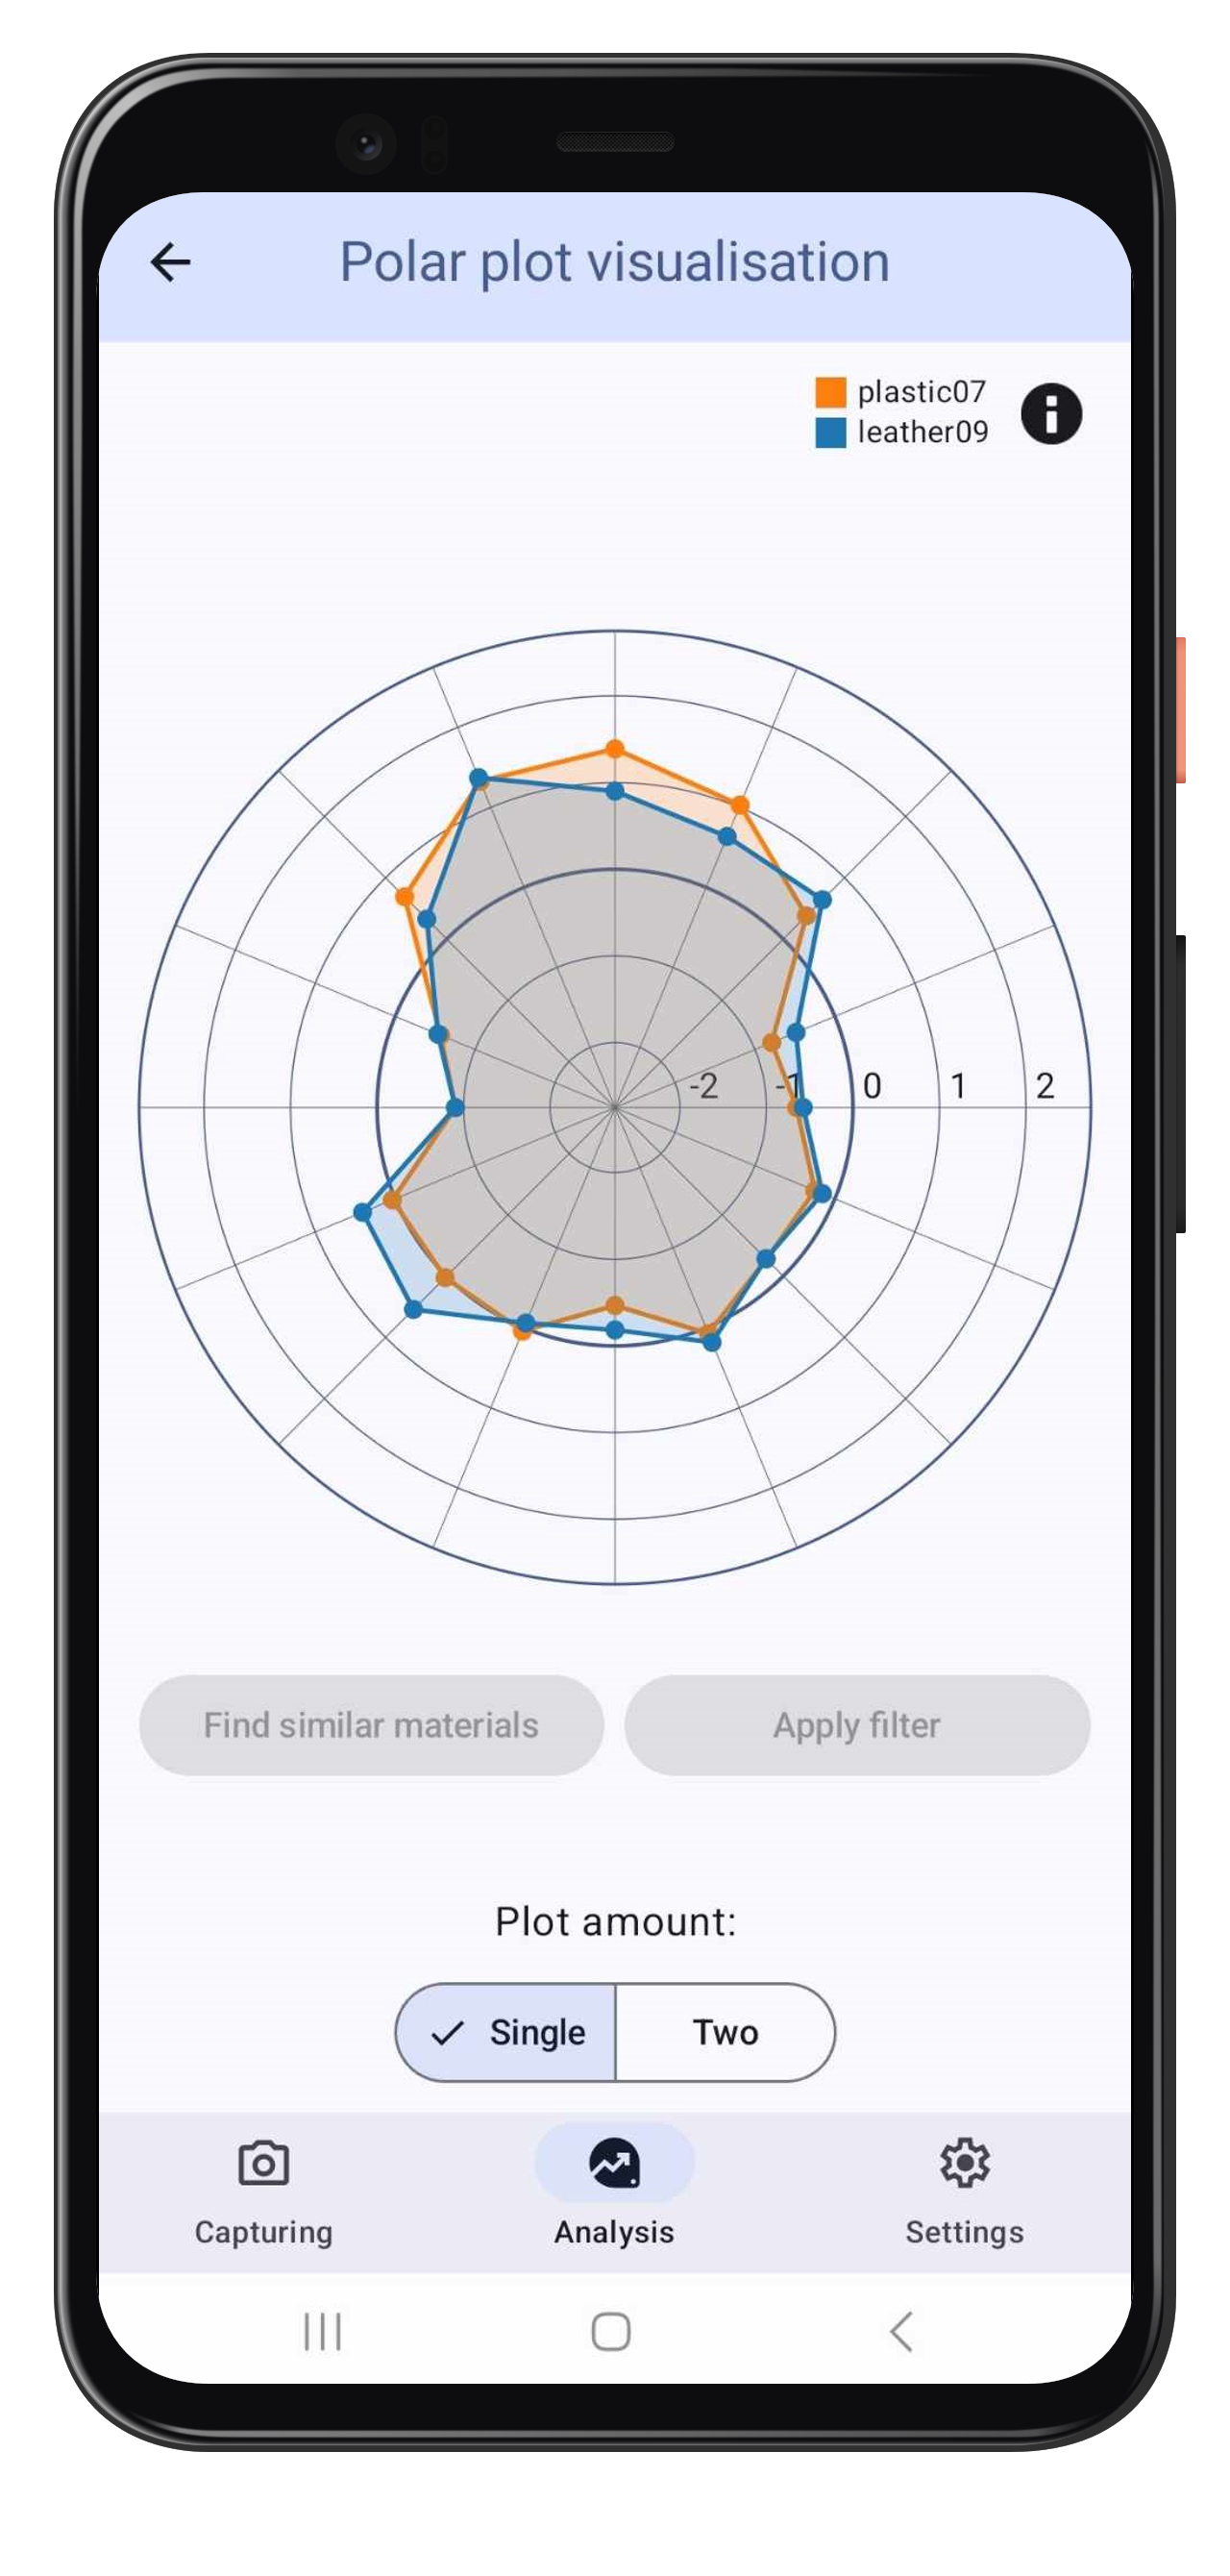 Polar plot visualisation
plastic07
leather09
-2 -1 0 1 2
Find similar materials
Apply filter
Plot amount:
Single
Two
Capturing
Analysis
Settings